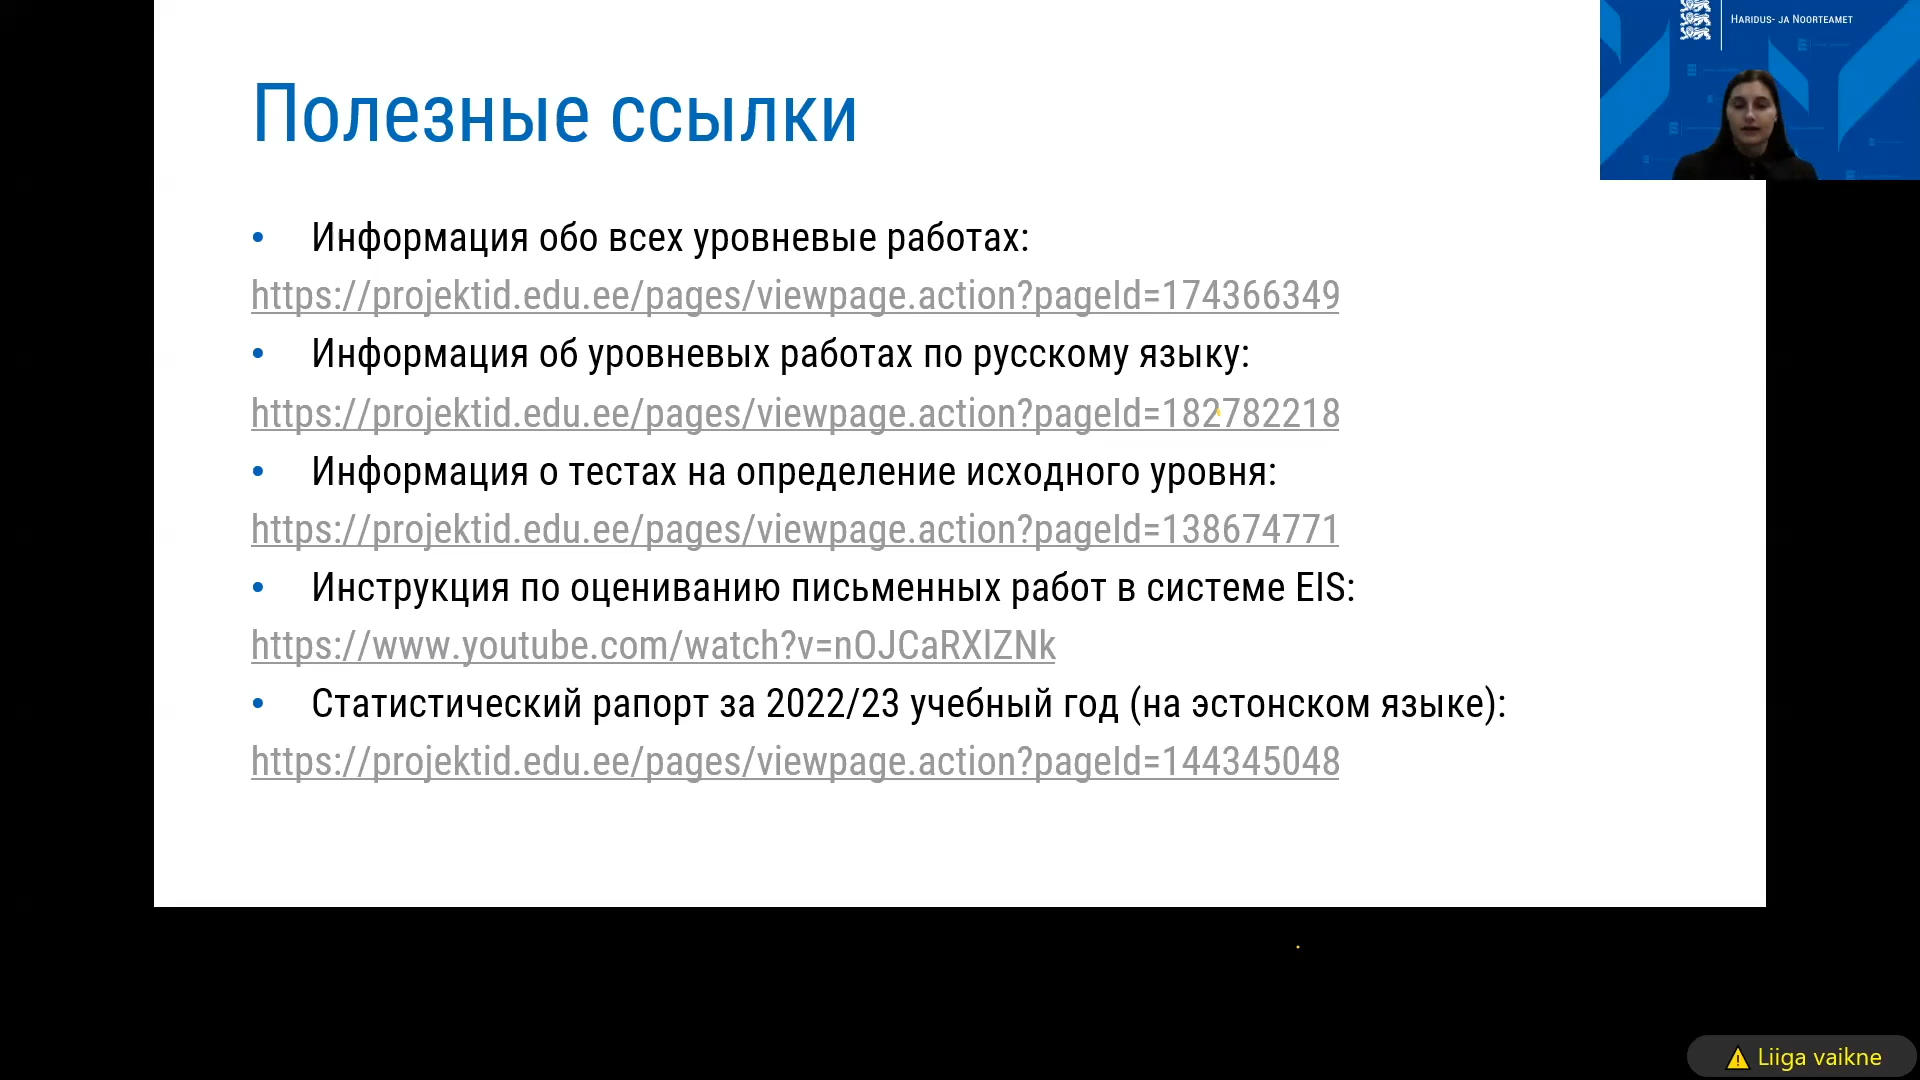 HARIDUS- JA NOORTEAMET
Полезные ссылки
• Информация обо всех уровневые работах:
https://projektid.edu.ee/pages/viewpage.action?pageId=174366349
• Информация об уровневых работах по русскому языку:
https://projektid.edu.ee/pages/viewpage.action?pageId=182782218
• Информация о тестах на определение исходного уровня:
https://projektid.edu.ee/pages/viewpage.action?pageId=138674771
• Инструкция по оцениванию письменных работ в системе EIS:
https://www.youtube.com/watch?v=nOJCaRXlZNk
• Статистический рапорт за 2022/23 учебный год (на эстонском языке):
https://projektid.edu.ee/pages/viewpage.action?pageId=144345048
Liiga vaikne